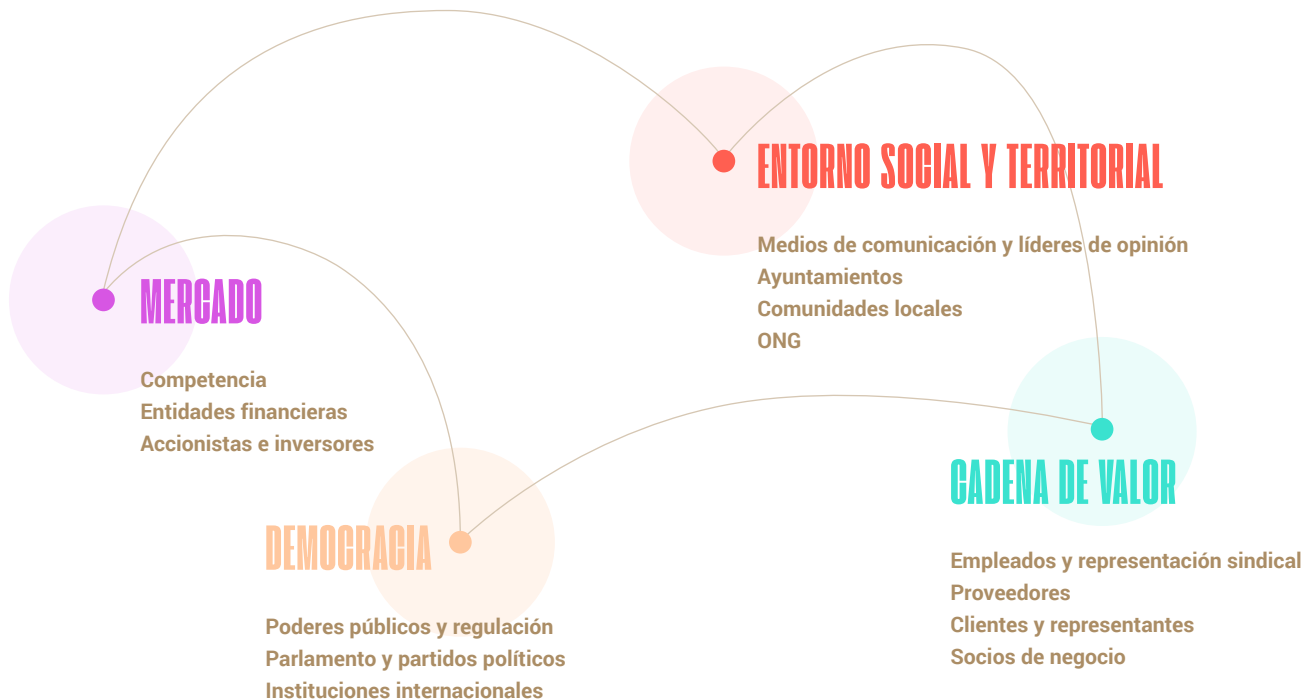 ENTORNO SOCIAL Y TERRITORIAL
Medios de comunicación y líderes de opinión
Ayuntamientos
Comunidades locales
ONG
MERCADO
Competencia
Entidades financieras
Accionistas e inversores
CADENA DE VALOR
Empleados y representación sindical
Proveedores
Clientes y representantes
Socios de negocio
DEMOCRACIA
Poderes públicos y regulación
Parlamento y partidos políticos
Instituciones internacionales